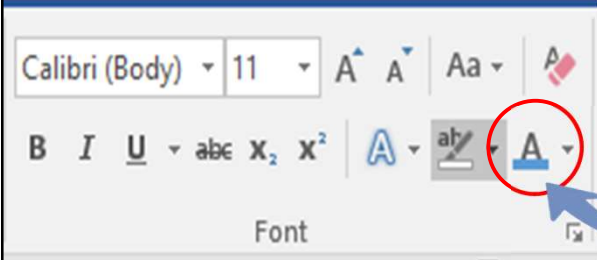 Calibri (Body) 11 A A Aa A
B I U abc X₂ X² A ab A
Font